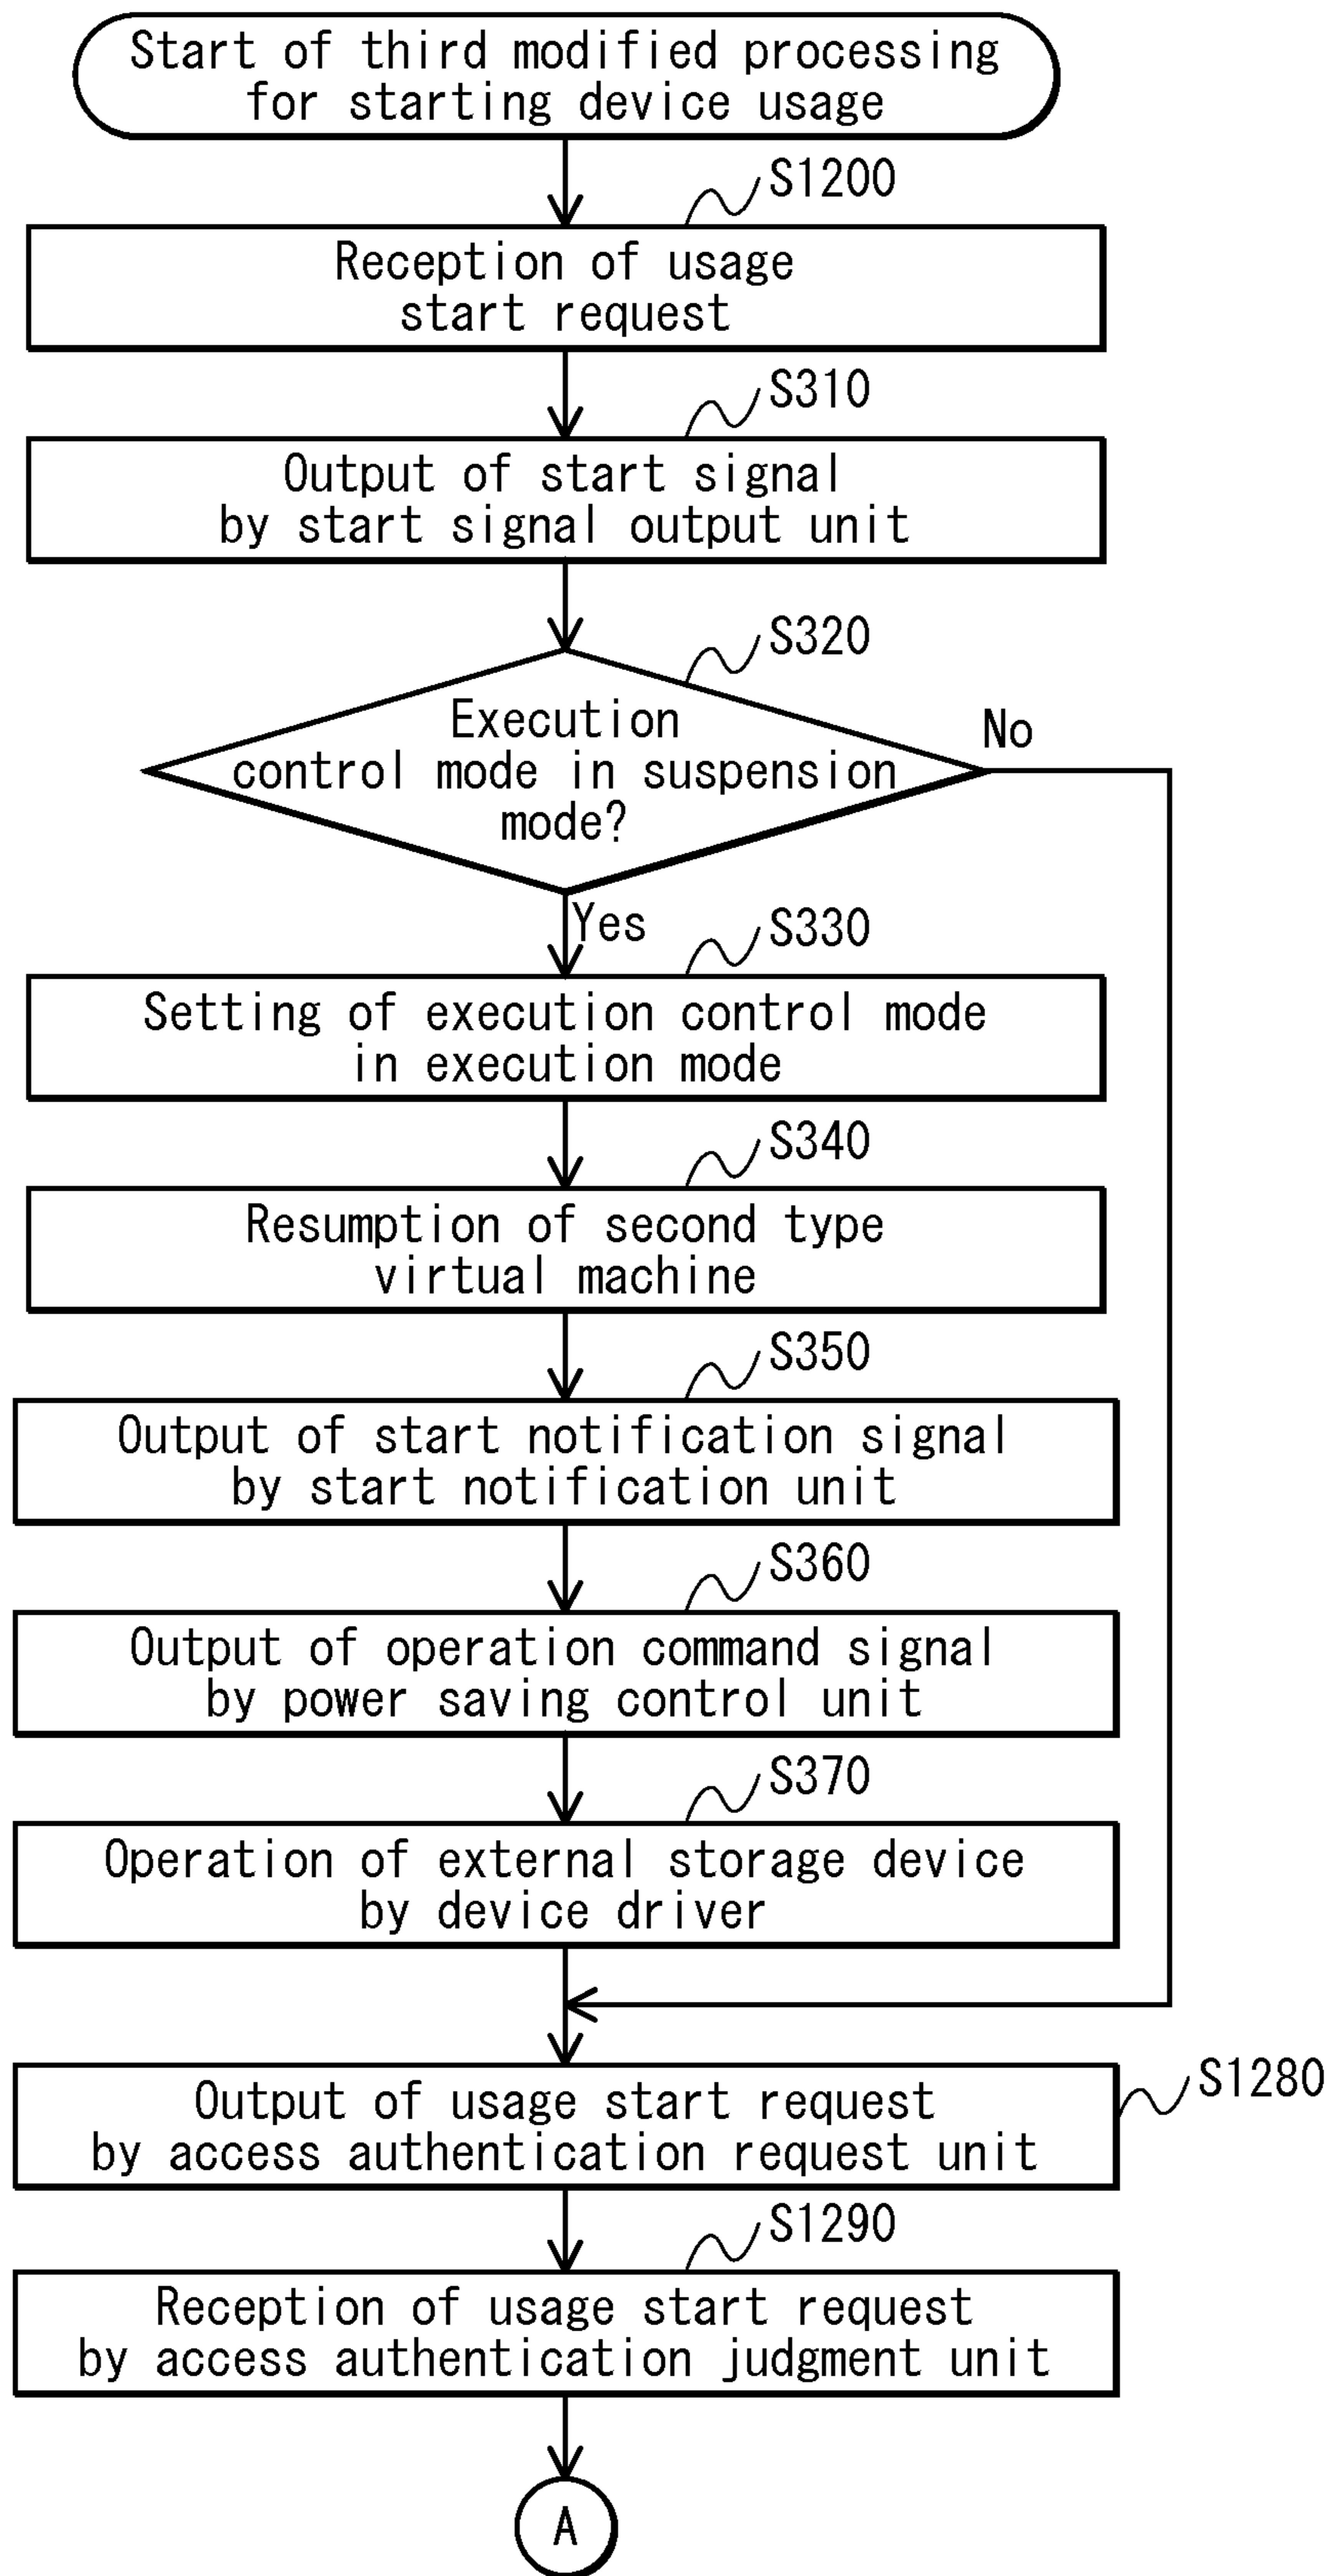 Start of third modified processing
for starting device usage
S1200
Reception of usage
start request
S310
Output of start signal
by start signal output unit
S320
Execution
control mode in suspension
mode?
No
Yes
S330
Setting of execution control mode
in execution mode
S340
Resumption of second type
virtual machine
S350
Output of start notification signal
by start notification unit
S360
Output of operation command signal
by power saving control unit
S370
Operation of external storage device
by device driver
S1280
Output of usage start request
by access authentication request unit
S1290
Reception of usage start request
by access authentication judgment unit
A